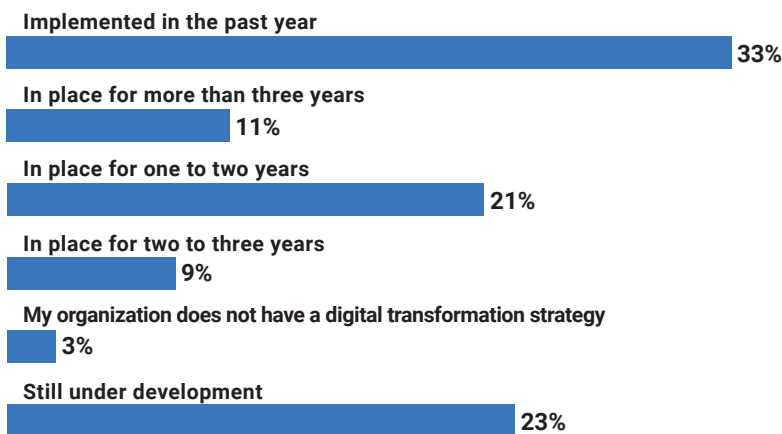 Implemented in the past year
33%
In place for more than three years
11%
In place for one to two years
21%
In place for two to three years
9%
My organization does not have a digital transformation strategy
3%
Still under development
23%